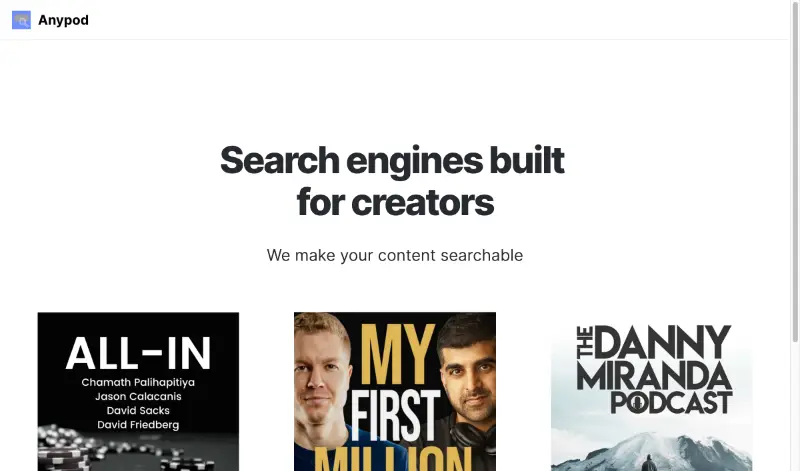 Anypod
Search engines built
for creators
We make your content searchable
ALL-IN
Chamath Palihapitiya
Jason Calacanis
David Sacks
David Friedberg
MY
FIRST
MILLION
THE
DANNY
MIRANDA
PODCAST